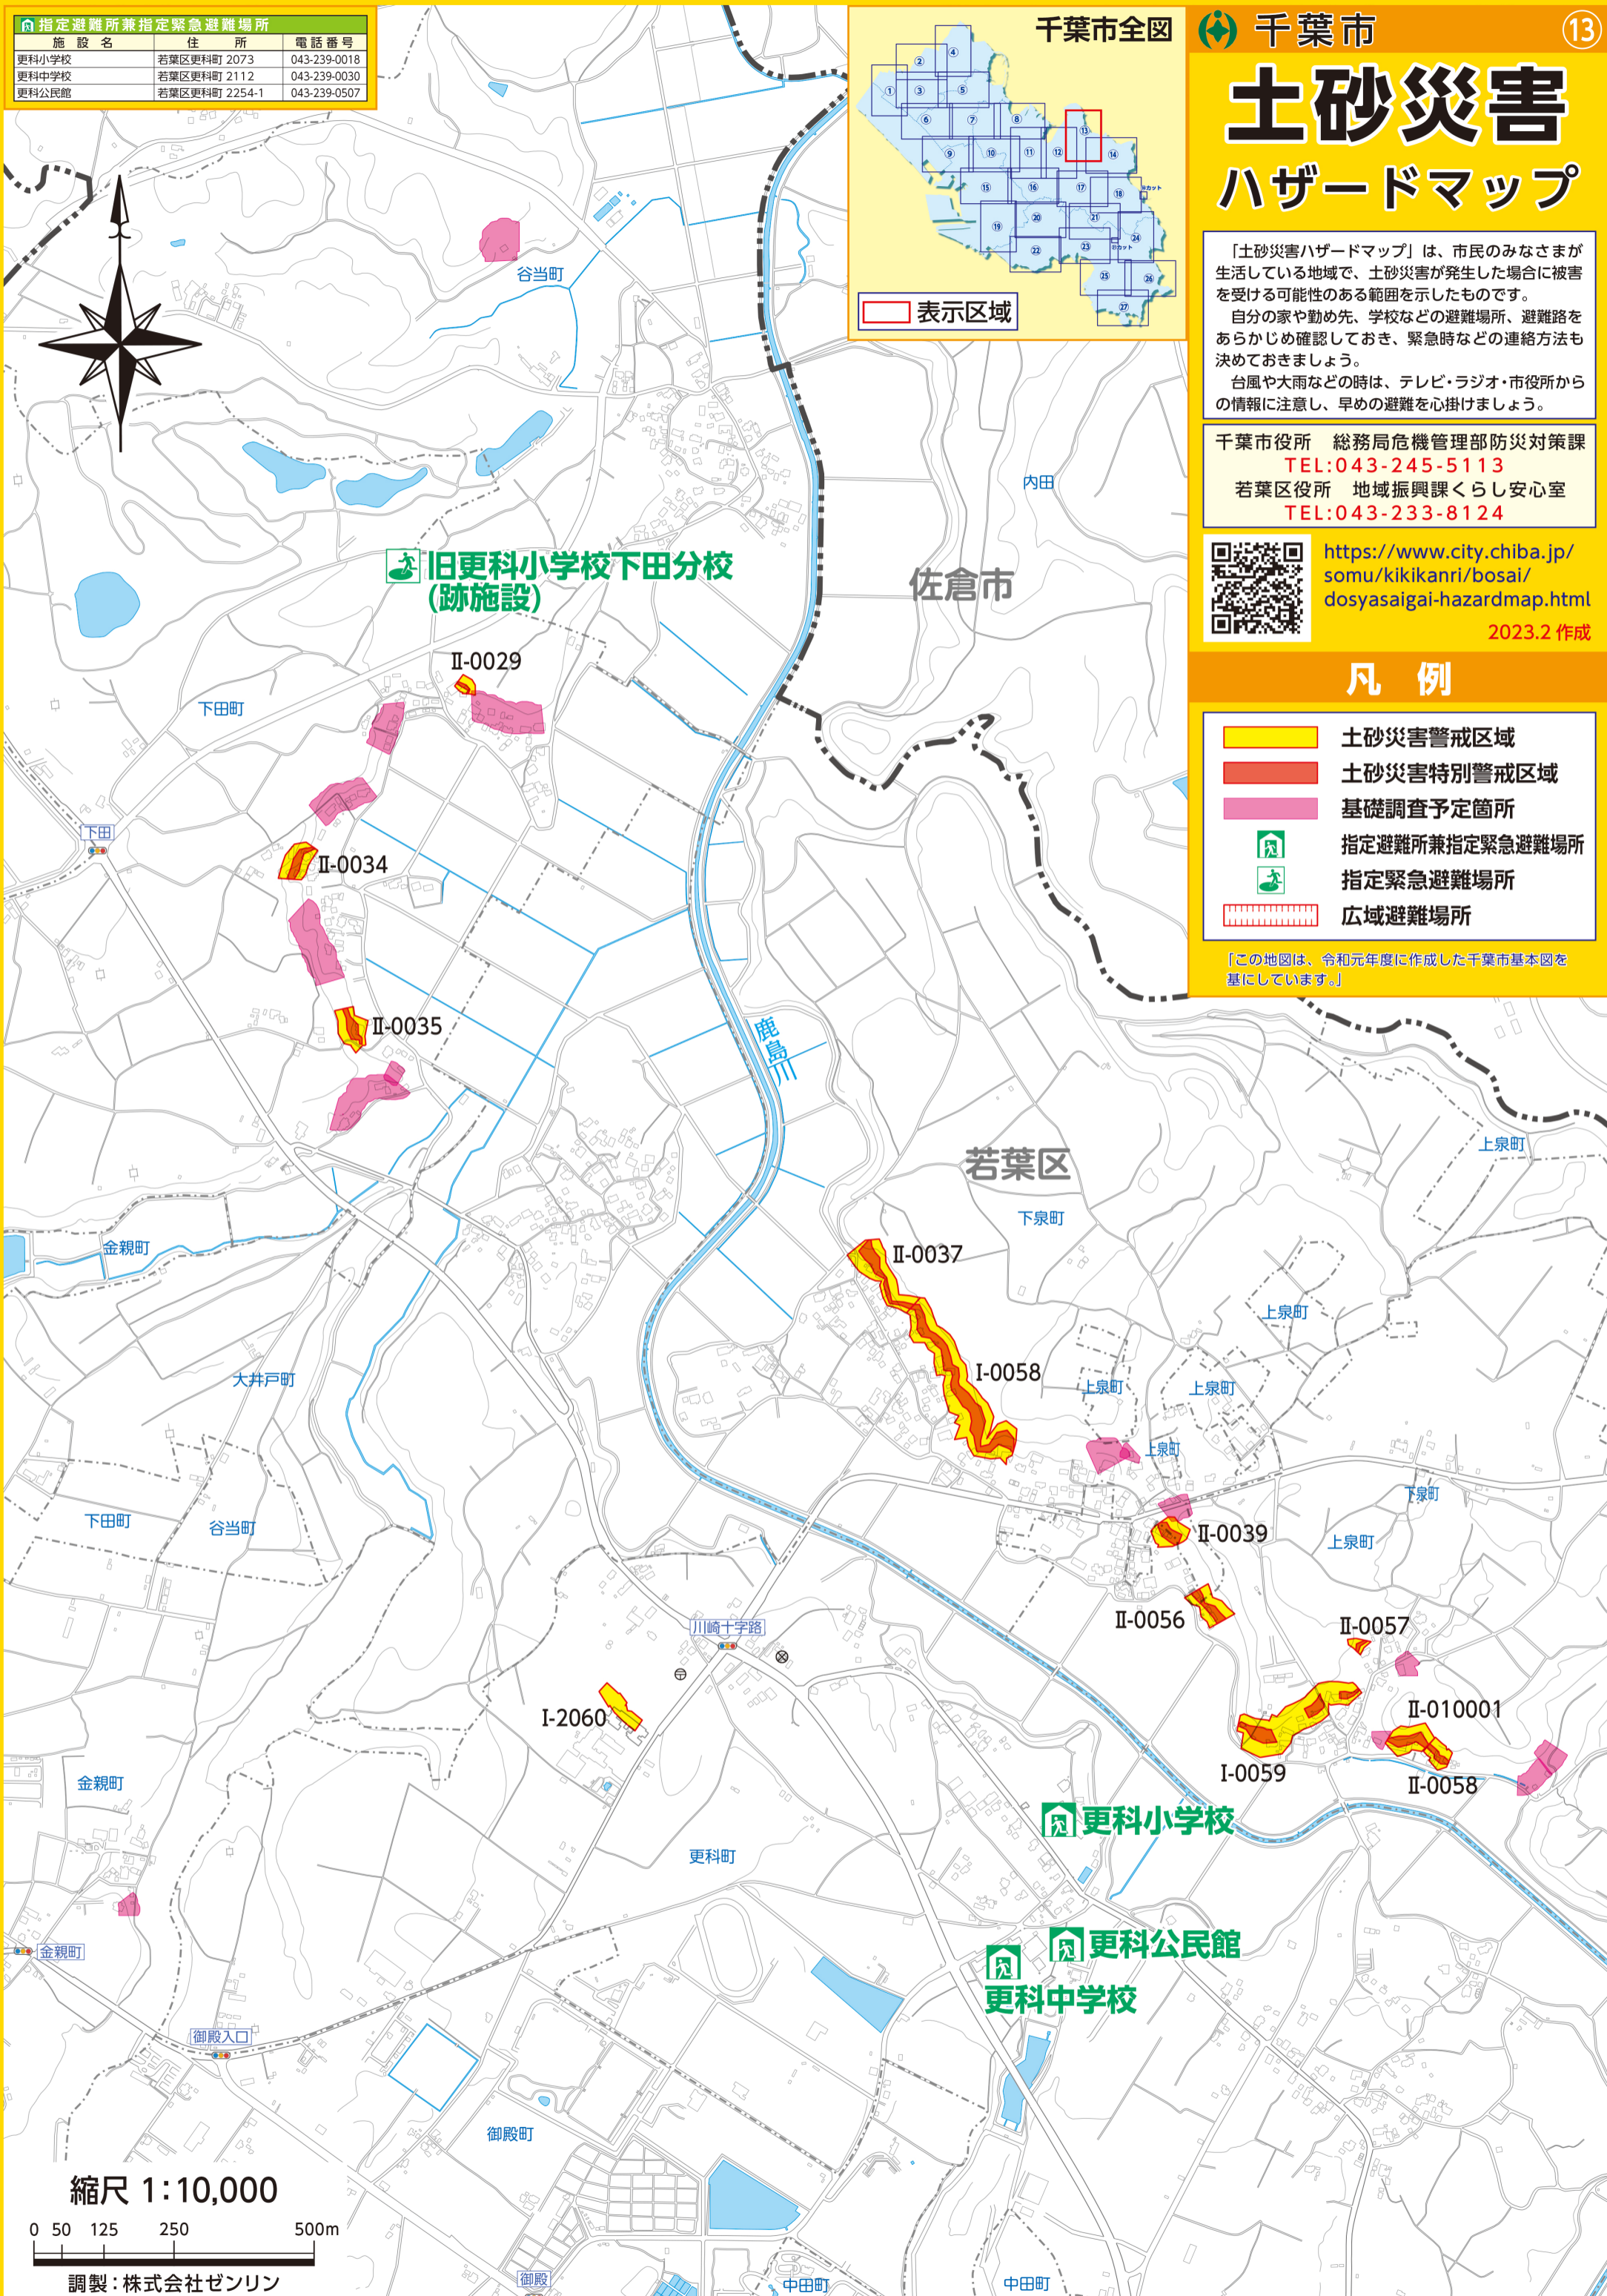 指定避難所兼指定緊急避難場所
施設名 住所 電話番号
更科小学校 若葉区更科町 2073 043-239-0018
更科中学校 若葉区更科町 2112 043-239-0030
更科公民館 若葉区更科町 2254-1 043-239-0507
千葉市全図
① ② ③ ④ ⑤ ⑥ ⑦ ⑧ ⑨ ⑩ ⑪ ⑫ ⑬ ⑭ ⑮ ⑯ ⑰ ⑱ ⑲ ⑳ ㉑ ㉒ ㉓ ㉔ ㉕ ㉖ ㉗
表示区域
千葉市
⑬
土砂災害
ハザードマップ
「土砂災害ハザードマップ」は、市民のみなさまが
生活している地域で、土砂災害が発生した場合に被害
を受ける可能性のある範囲を示したものです。
自分の家や勤め先、学校などの避難場所、避難路を
あらかじめ確認しておき、緊急時などの連絡方法も
決めておきましょう。
台風や大雨などの時は、テレビ・ラジオ・市役所から
の情報に注意し、早めの避難を心掛けましょう。
千葉市役所 総務局危機管理部防災対策課
TEL:043-245-5113
若葉区役所 地域振興課くらし安心室
TEL:043-233-8124
https://www.city.chiba.jp/
somu/kikikanri/bosai/
dosyasaigai-hazardmap.html
2023.2 作成
凡例
土砂災害警戒区域
土砂災害特別警戒区域
基礎調査予定箇所
指定避難所兼指定緊急避難場所
指定緊急避難場所
広域避難場所
「この地図は、令和元年度に作成した千葉市基本図を
基にしています。」
谷当町
内田
旧更科小学校下田分校
(跡施設)
佐倉市
Ⅱ-0029
下田町
下田
Ⅱ-0034
Ⅱ-0035
鹿島川
上泉町
若葉区
下泉町
金親町
Ⅱ-0037
上泉町
Ⅰ-0058
大井戸町
上泉町
上泉町
上泉町
下泉町
下田町
谷当町
Ⅱ-0039
上泉町
Ⅱ-0056
川崎十字路
Ⅱ-0057
Ⅰ-2060
Ⅱ-010001
Ⅰ-0059
金親町
Ⅱ-0058
更科小学校
更科町
更科公民館
金親町
更科中学校
御殿入口
御殿町
縮尺 1:10,000
0 50 125 250 500m
調製:株式会社ゼンリン
御殿
中田町
中田町